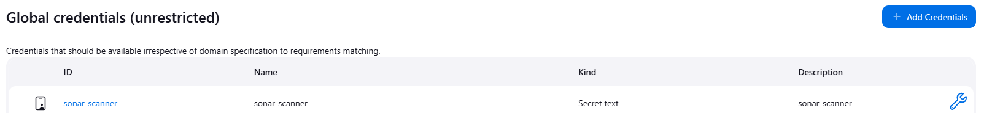 Global credentials (unrestricted)
+ Add Credentials
Credentials that should be available irrespective of domain specification to requirements matching.
ID Name Kind Description
sonar-scanner sonar-scanner Secret text sonar-scanner